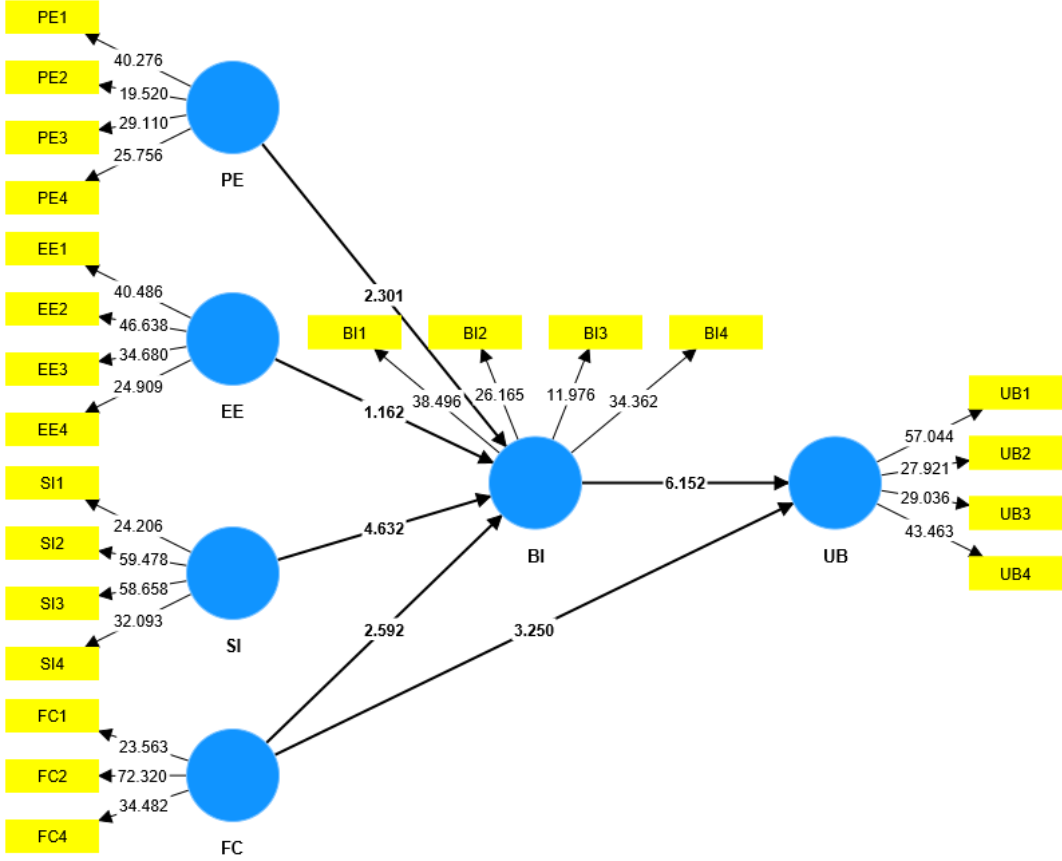 PE1
40.276
PE2
19.520
29.110
PE3
25.756
PE4
PE
EE1
40.486
EE2
46.638
34.680
EE3
24.909
EE4
EE
SI1
24.206
SI2
59.478
58.658
SI3
32.093
SI4
SI
FC1
23.563
FC2
72.320
34.482
FC4
FC
2.301
1.162
4.632
2.592
3.250
BI1
BI2
BI3
BI4
38.496
26.165
11.976
34.362
BI
6.152
UB
UB1
57.044
UB2
27.921
29.036
UB3
43.463
UB4